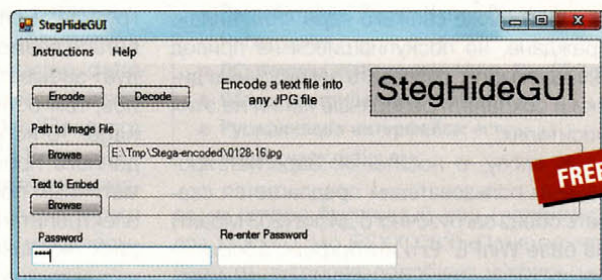 StegHideGUI
Instructions Help
Encode Decode
Encode a text file into
any JPG file
StegHideGUI
Path to Image File
Browse E:\Tmp\Stega-encoded\0128-16.jpg
FREE
Text to Embed
Browse
Password Re-enter Password
****